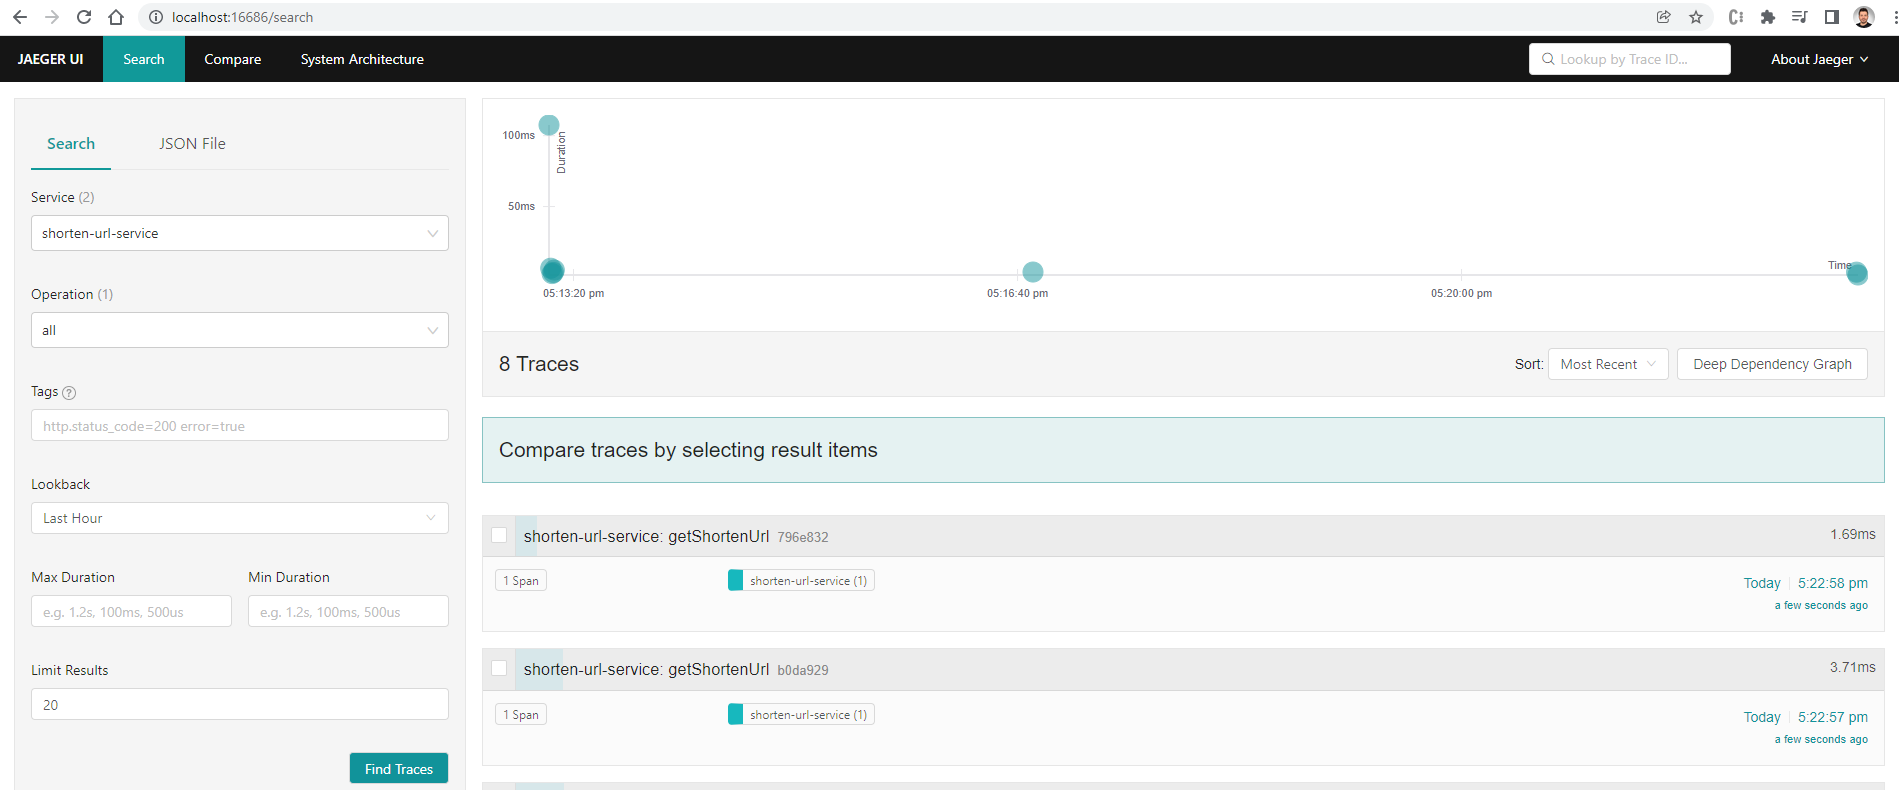 localhost:16686/search
JAEGER UI
Search
Compare
System Architecture
Lookup by Trace ID...
About Jaeger
Search
JSON File
Service (2)
shorten-url-service
Operation (1)
all
Tags
http.status_code=200 error=true
Lookback
Last Hour
Max Duration
Min Duration
e.g. 1.2s, 100ms, 500us
e.g. 1.2s, 100ms, 500us
Limit Results
20
Find Traces
100ms
Duration
50ms
Time
05:13:20 pm
05:16:40 pm
05:20:00 pm
8 Traces
Sort:
Most Recent
Deep Dependency Graph
Compare traces by selecting result items
shorten-url-service: getShortenUrl 796e832
1.69ms
1 Span
shorten-url-service (1)
Today
5:22:58 pm
a few seconds ago
shorten-url-service: getShortenUrl b0da929
3.71ms
1 Span
shorten-url-service (1)
Today
5:22:57 pm
a few seconds ago